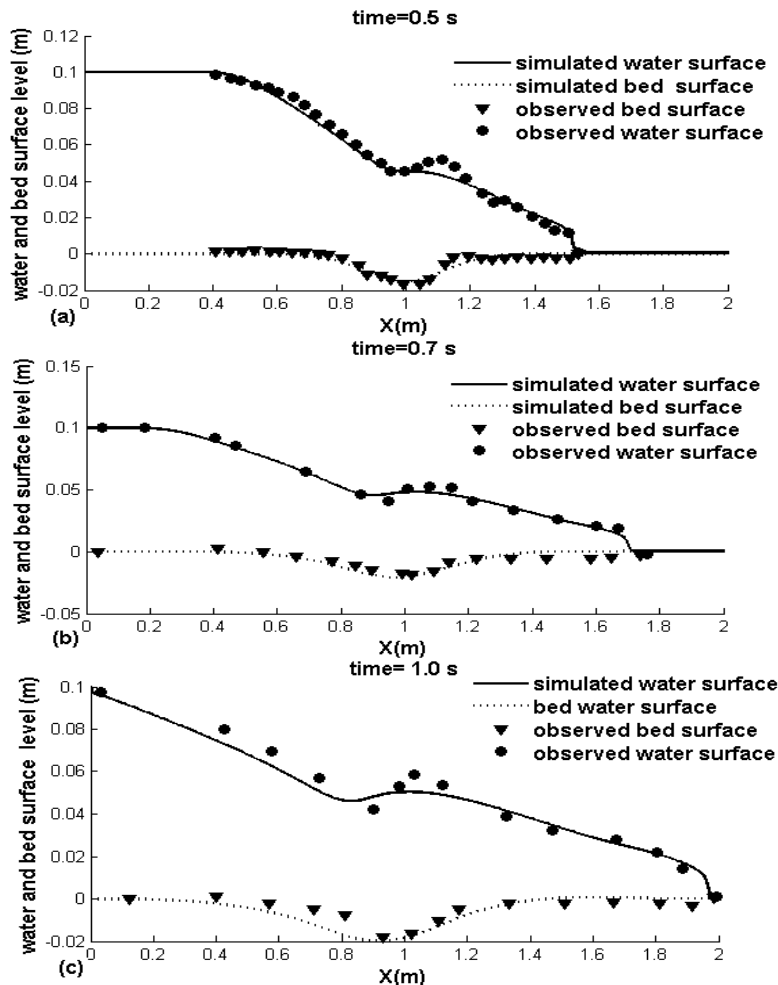 time=0.5 s
water and bed surface level (m)
0.12
0.1
0.08
0.06
0.04
0.02
0
-0.02
simulated water surface
simulated bed surface
observed bed surface
observed water surface
0 0.2 0.4 0.6 0.8 1 1.2 1.4 1.6 1.8 2
(a)
X(m)
time=0.7 s
water and bed surface level (m)
0.15
0.1
0.05
0
-0.05
simulated water surface
simulated bed surface
observed bed surface
observed water surface
0 0.2 0.4 0.6 0.8 1 1.2 1.4 1.6 1.8 2
(b)
X(m)
time= 1.0 s
water and bed surface level (m)
0.1
0.08
0.06
0.04
0.02
0
-0.02
simulated water surface
bed water surface
observed bed surface
observed water surface
0 0.2 0.4 0.6 0.8 1 1.2 1.4 1.6 1.8 2
(c)
X(m)